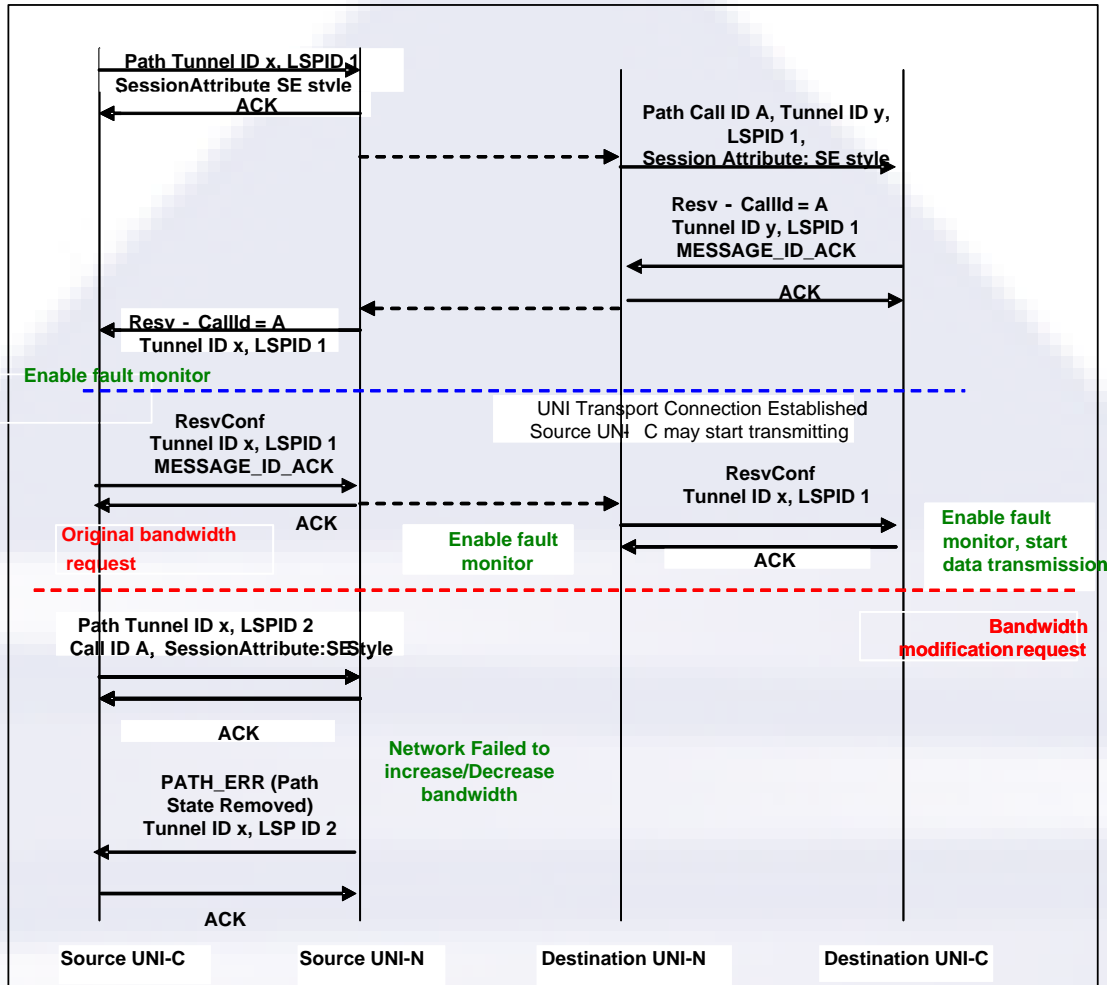 Path Tunnel ID x, LSPID 1
SessionAttribute: SE style
ACK
Path Call ID A, Tunnel ID y,
LSPID 1,
Session Attribute: SE style
Resv - CallId = A
Tunnel ID y, LSPID 1
MESSAGE_ID_ACK
ACK
Resv - CallId = A
Tunnel ID x, LSPID 1
Enable fault monitor
UNI Transport Connection Established
Source UNI C may start transmitting
ResvConf
Tunnel ID x, LSPID 1
MESSAGE_ID_ACK
ACK
ResvConf
Tunnel ID x, LSPID 1
ACK
Original bandwidth
request
Enable fault
monitor
Enable fault
monitor, start
data transmission
Path Tunnel ID x, LSPID 2
Call ID A, SessionAttribute:SE Style
ACK
Bandwidth
modification request
Network Failed to
increase/Decrease
bandwidth
PATH_ERR (Path
State Removed)
Tunnel ID x, LSP ID 2
ACK
Source UNI-C
Source UNI-N
Destination UNI-N
Destination UNI-C